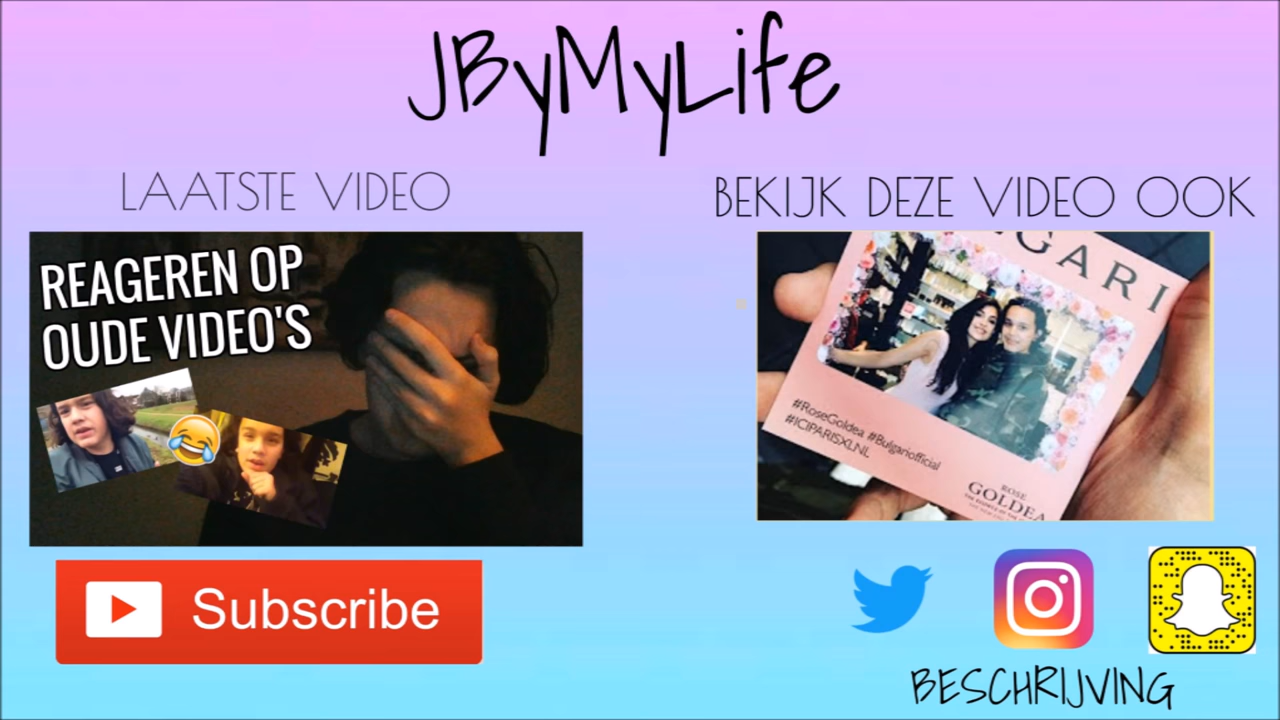 JByMyLife
LAATSTE VIDEO
BEKIJK DEZE VIDEO OOK
REAGEREN OP
OUDE VIDEO'S
GARI
#RoseGoldea #Bulgariofficial
#ICIPARISXLNL
ROSE
GOLDEA
Subscribe
BESCHRIJVING